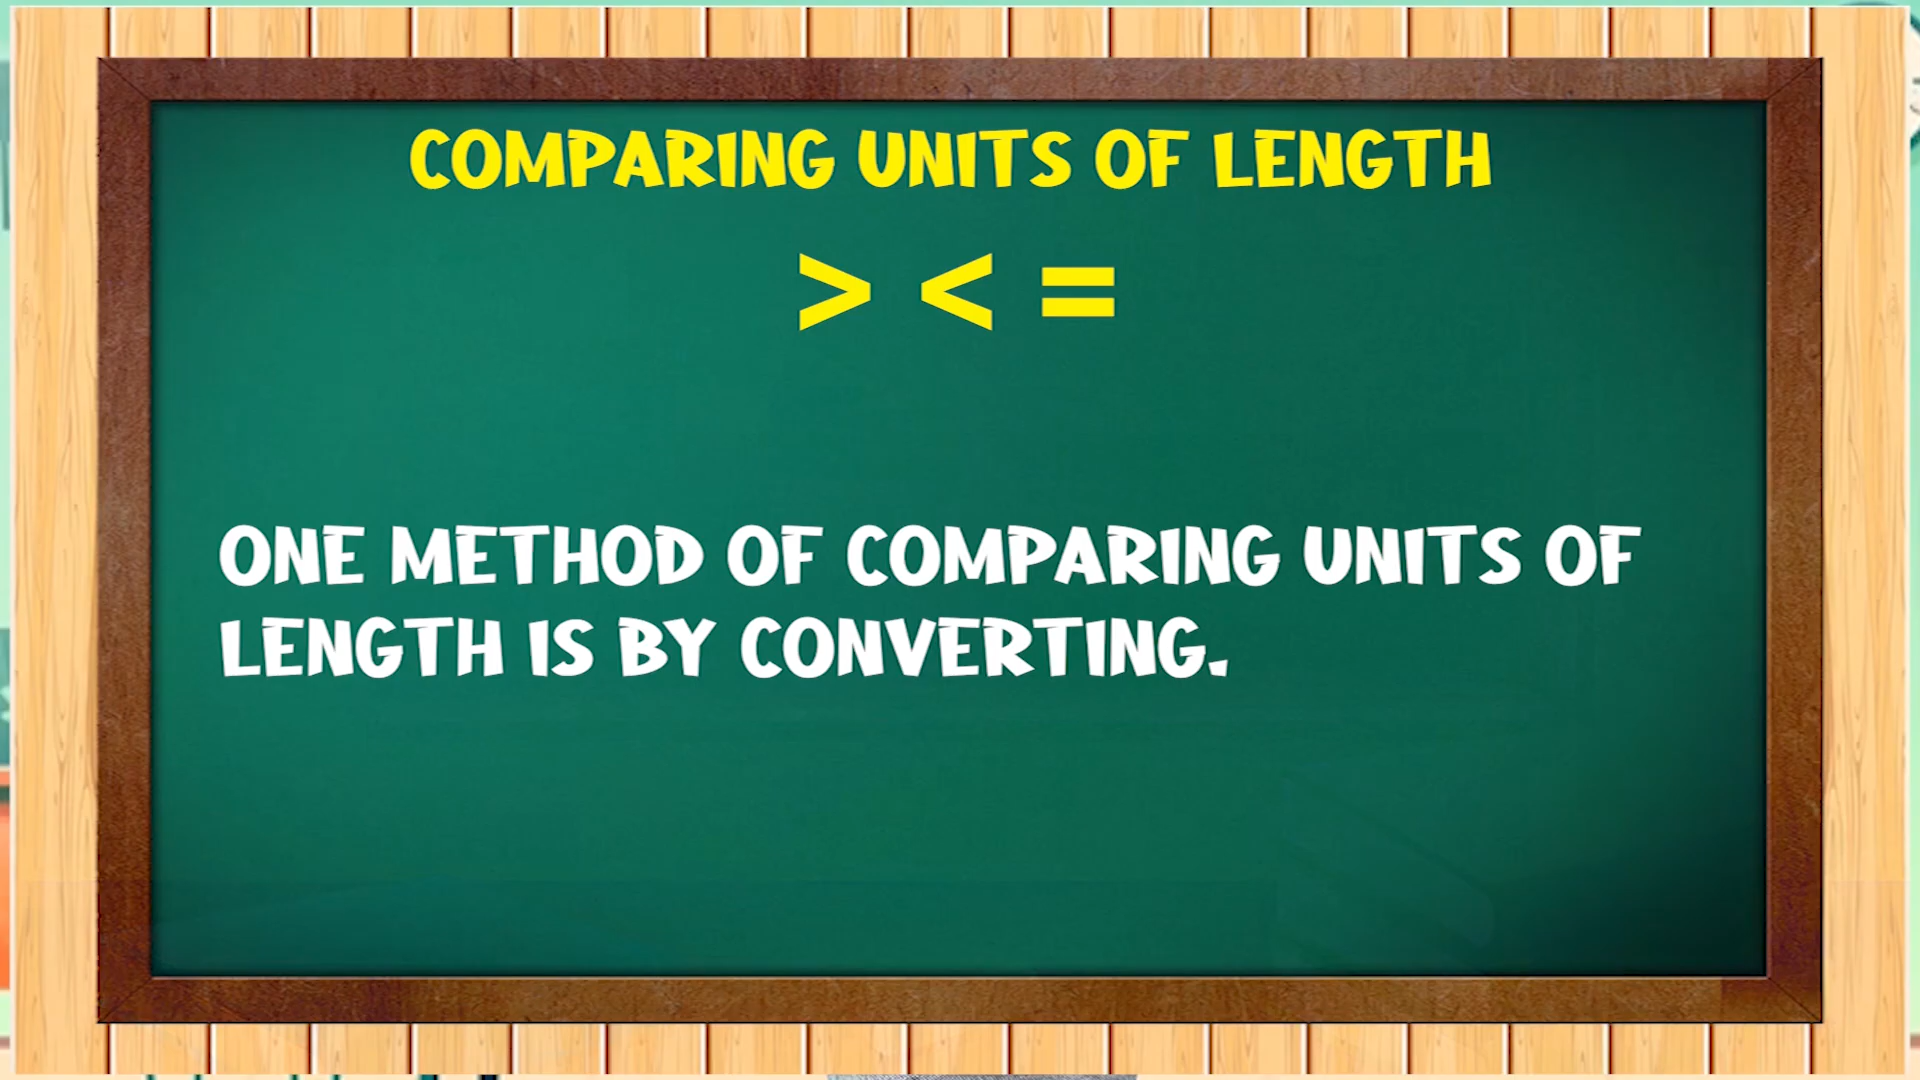 COMPARING UNITS OF LENGTH
> < =
ONE METHOD OF COMPARING UNITS OF
LENGTH IS BY CONVERTING.